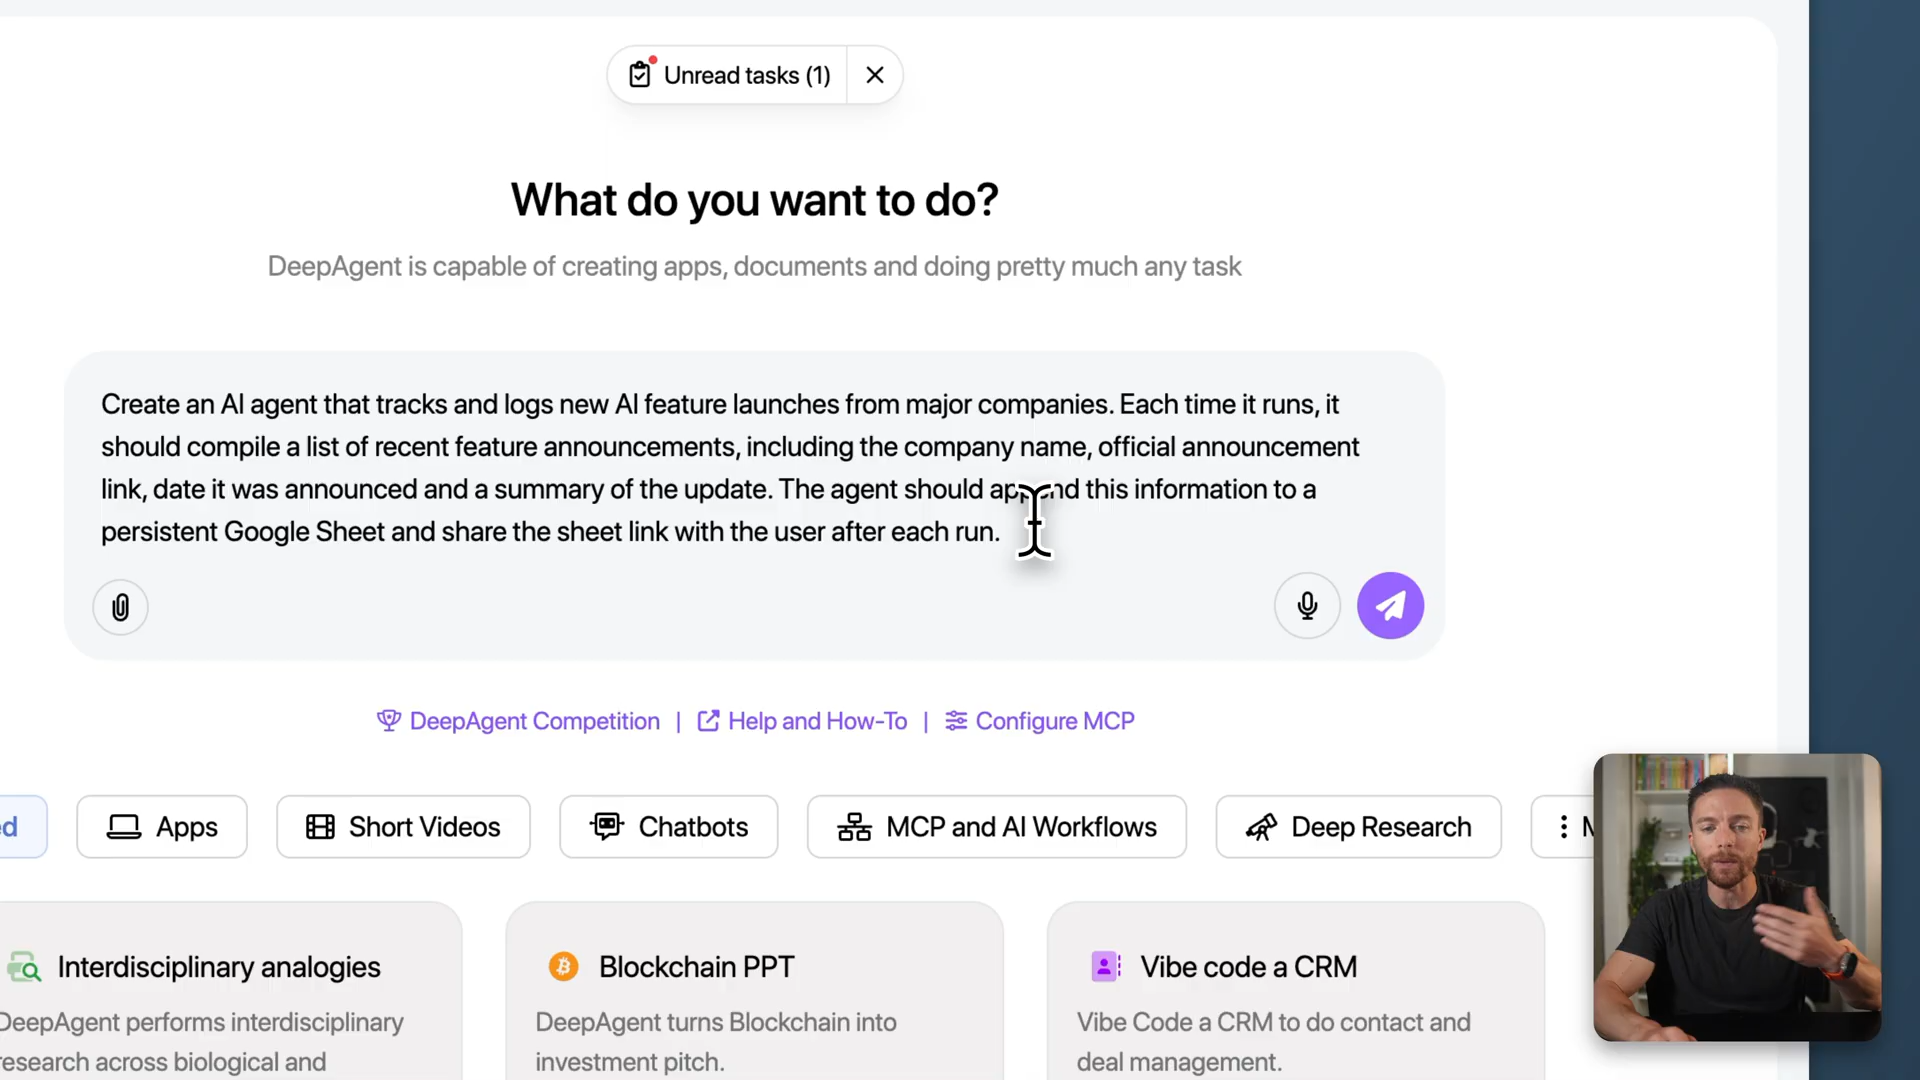 Unread tasks (1)
What do you want to do?
DeepAgent is capable of creating apps, documents and doing pretty much any task
Create an AI agent that tracks and logs new AI feature launches from major companies. Each time it runs, it
should compile a list of recent feature announcements, including the company name, official announcement
link, date it was announced and a summary of the update. The agent should append this information to a
persistent Google Sheet and share the sheet link with the user after each run.
DeepAgent Competition | Help and How-To | Configure MCP
Apps Short Videos Chatbots MCP and AI Workflows Deep Research
Interdisciplinary analogies Blockchain PPT Vibe code a CRM
DeepAgent performs interdisciplinary DeepAgent turns Blockchain into Vibe Code a CRM to do contact and
research across biological and investment pitch. deal management.